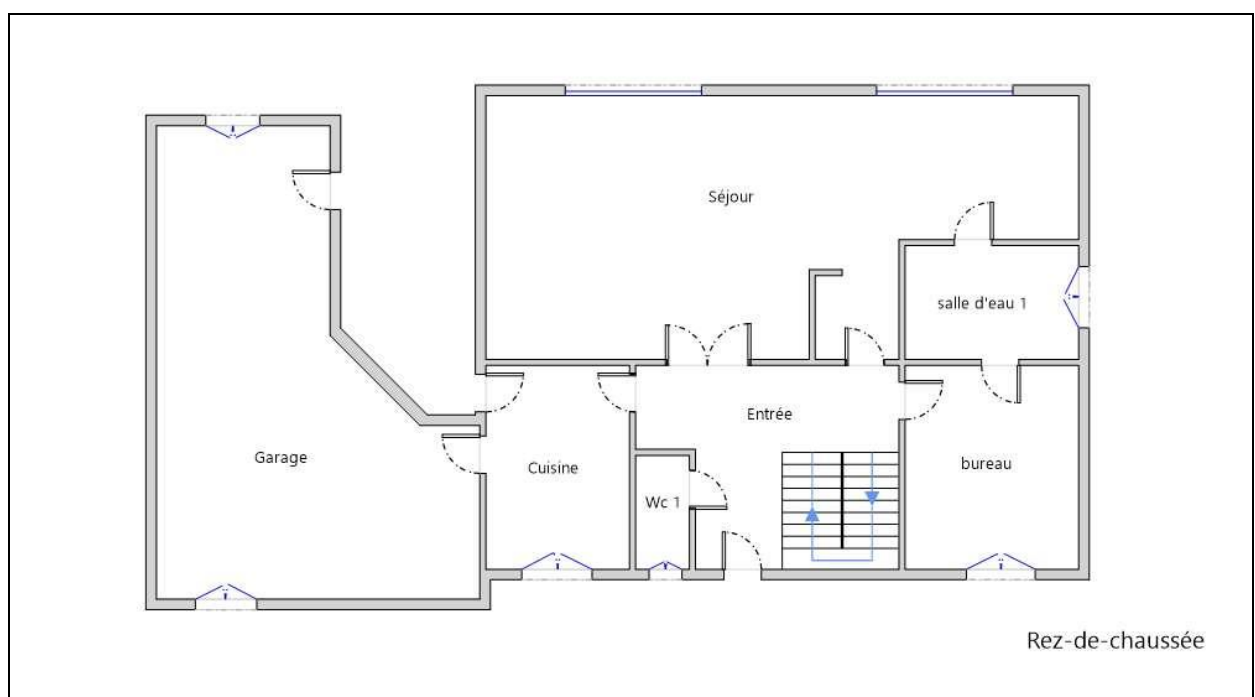 Séjour
salle d'eau 1
Entrée
Garage
Cuisine
bureau
Wc 1
Rez-de-chaussée